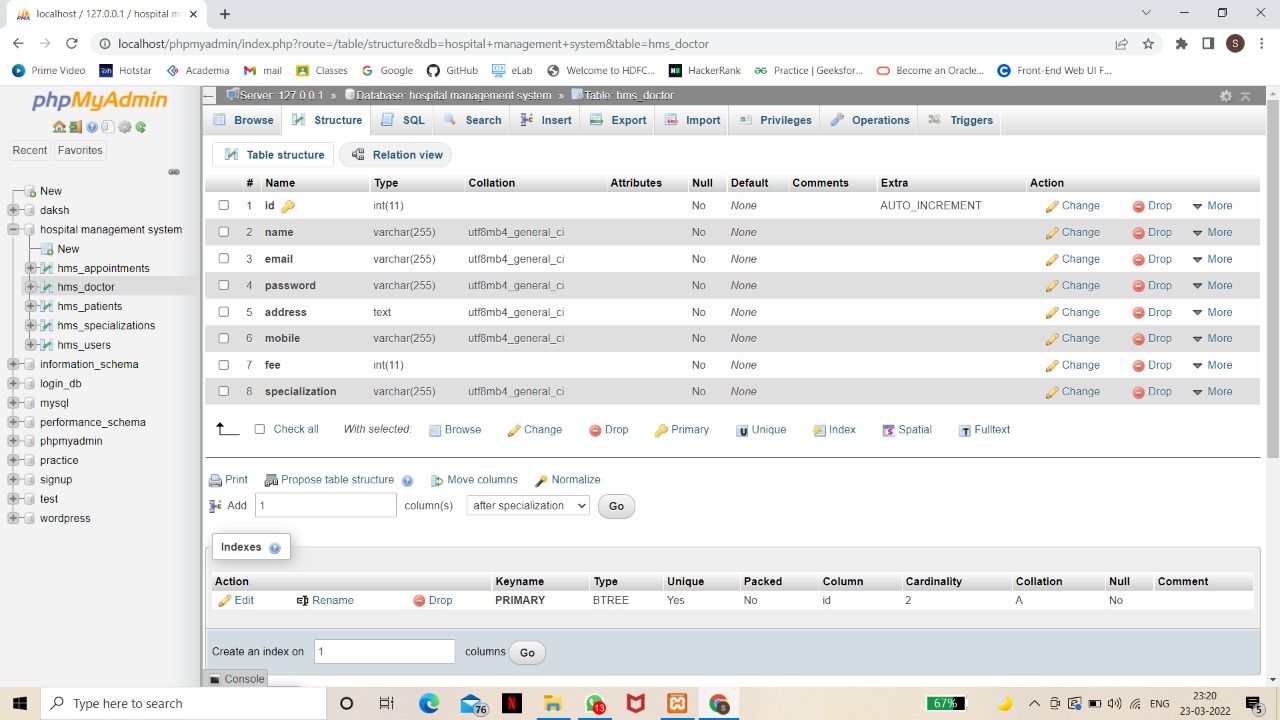 localhost / 127.0.0.1 / hospital m
localhost/phpmyadmin/index.php?route=/table/structure&db=hospital+management+system&table=hms_doctor
S
Prime Video Hotstar Academia mail Classes Google GitHub eLab Welcome to HDFC... HackerRank Practice | Geeksfor... Become an Oracle... Front-End Web UI F...
phpMyAdmin
Recent Favorites
New
daksh
hospital management system
New
hms_appointments
hms_doctor
hms_patients
hms_specializations
hms_users
information_schema
login_db
mysql
performance_schema
phpmyadmin
practice
signup
test
wordpress
Server: 127.0.0.1 » Database: hospital management system » Table: hms_doctor
Browse Structure SQL Search Insert Export Import Privileges Operations Triggers
Table structure Relation view
# Name Type Collation Attributes Null Default Comments Extra Action
1 id int(11) No None AUTO_INCREMENT Change Drop More
2 name varchar(255) utf8mb4_general_ci No None Change Drop More
3 email varchar(255) utf8mb4_general_ci No None Change Drop More
4 password varchar(255) utf8mb4_general_ci No None Change Drop More
5 address text utf8mb4_general_ci No None Change Drop More
6 mobile varchar(255) utf8mb4_general_ci No None Change Drop More
7 fee int(11) No None Change Drop More
8 specialization varchar(255) utf8mb4_general_ci No None Change Drop More
Check all With selected: Browse Change Drop Primary Unique Index Spatial Fulltext
Print Propose table structure Move columns Normalize
Add 1 column(s) after specialization Go
Indexes
Action Keyname Type Unique Packed Column Cardinality Collation Null Comment
Edit Rename Drop PRIMARY BTREE Yes No id 2 A No
Create an index on 1 columns Go
Console
Type here to search
76
13
67%
ENG
23:20
23-03-2022
5